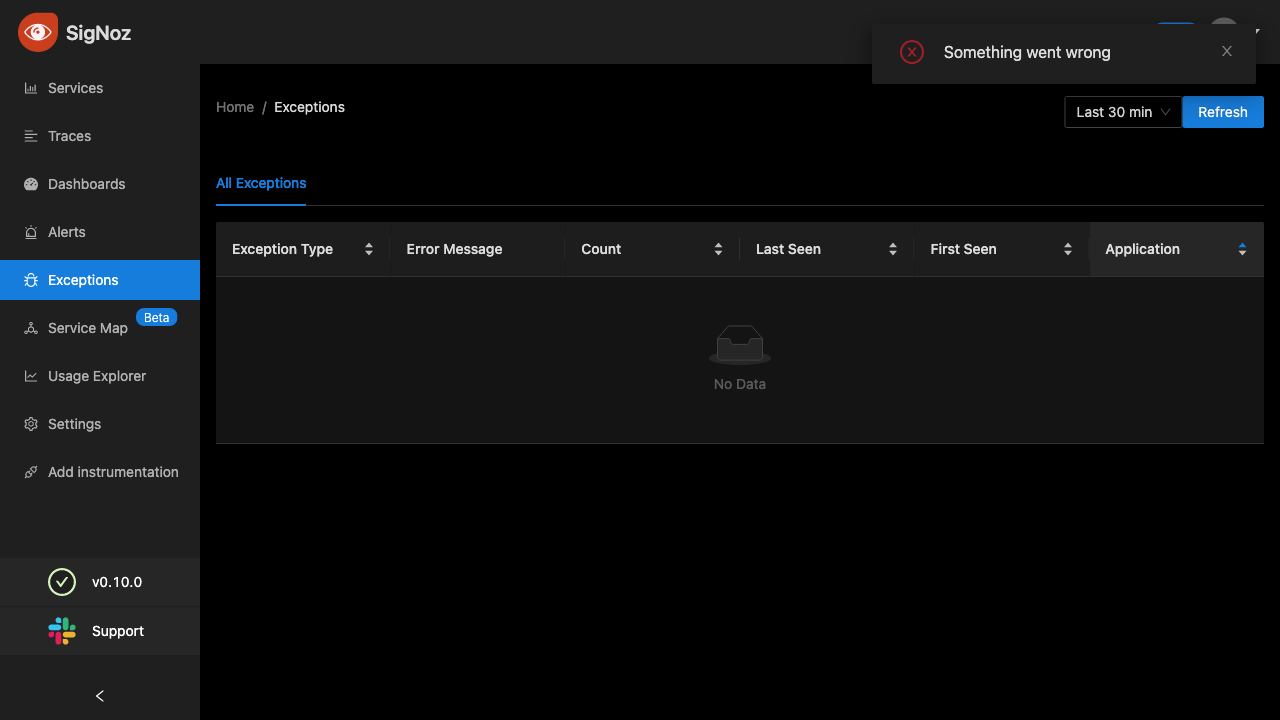 SigNoz
Something went wrong
Services
Traces
Dashboards
Alerts
Exceptions
Service Map
Beta
Usage Explorer
Settings
Add instrumentation
v0.10.0
Support
Home / Exceptions
Last 30 min
Refresh
All Exceptions
Exception Type
Error Message
Count
Last Seen
First Seen
Application
No Data